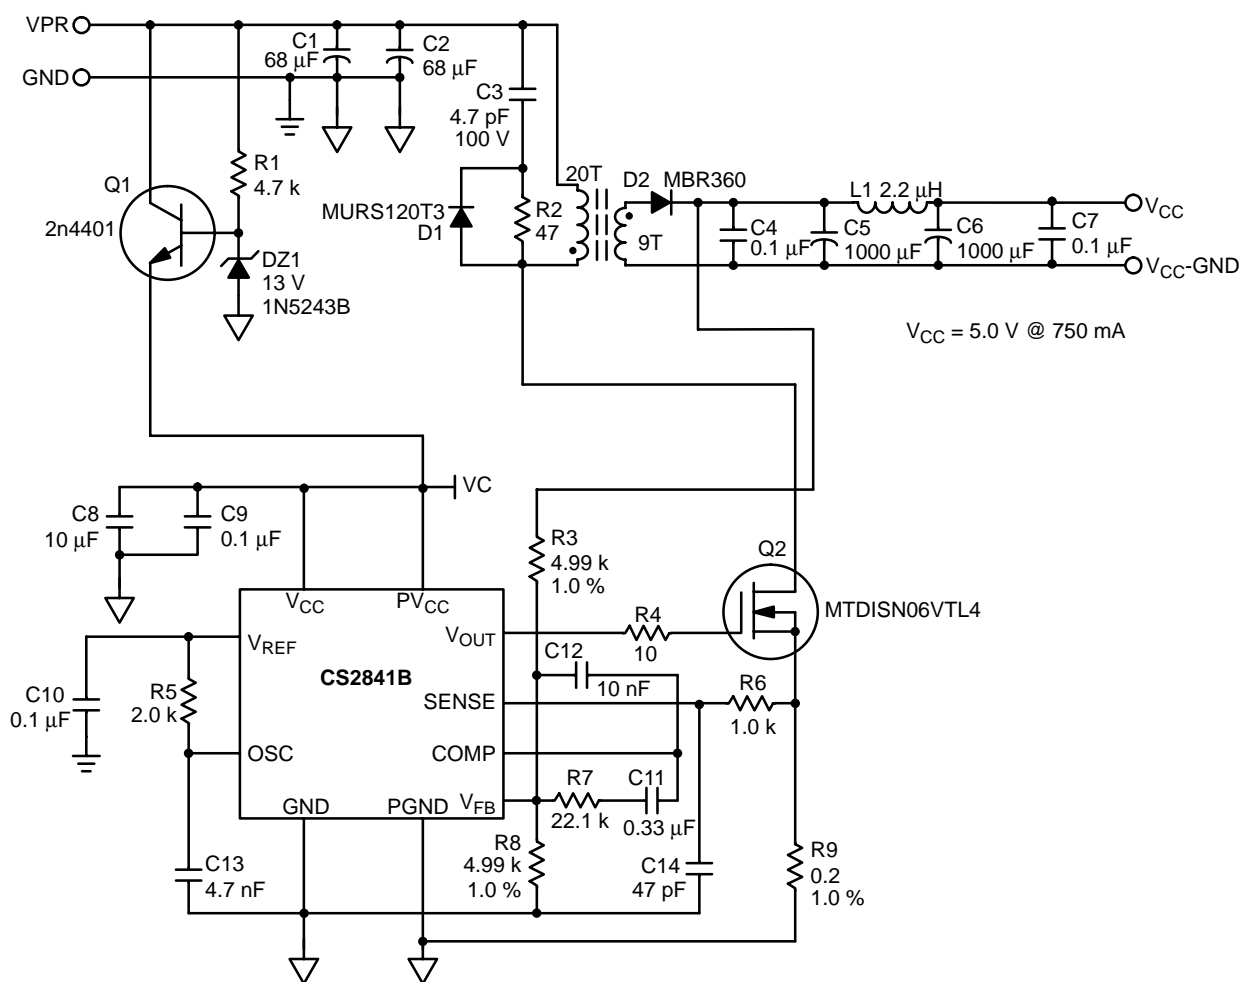 VPR
GND
C1
68 μF
C2
68 μF
C3
4.7 pF
100 V
R1
4.7 k
Q1
2n4401
DZ1
13 V
1N5243B
MURS120T3
D1
R2
47
20T
9T
D2
MBR360
C4
0.1 μF
C5
1000 μF
L1 2.2 μH
C6
1000 μF
C7
0.1 μF
VCC
VCC-GND
VCC = 5.0 V @ 750 mA
VC
C8
10 μF
C9
0.1 μF
R3
4.99 k
1.0 %
Q2
MTDISN06VTL4
VCC
PVCC
VREF
VOUT
CS2841B
SENSE
OSC
COMP
GND
PGND
VFB
R4
10
C12
10 nF
R6
1.0 k
C10
0.1 μF
R5
2.0 k
R7
22.1 k
C11
0.33 μF
R8
4.99 k
1.0 %
C14
47 pF
R9
0.2
1.0 %
C13
4.7 nF